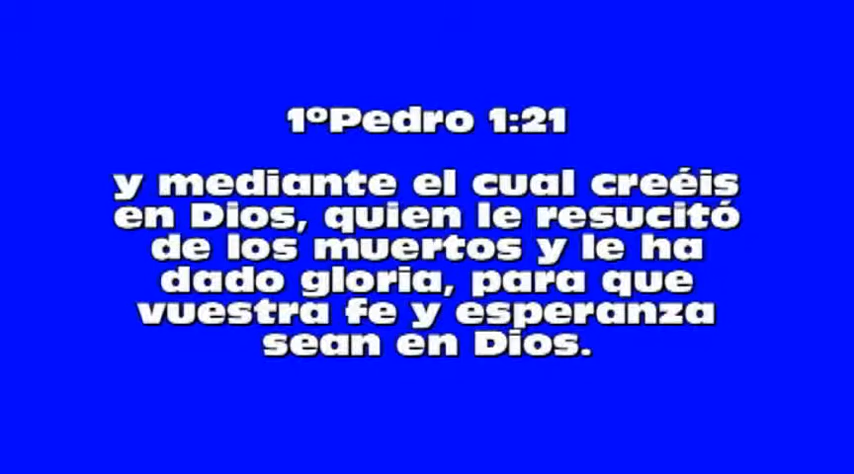 1ºPedro 1:21
y mediante el cual creéis
en Dios, quien le resucitó
de los muertos y le ha
dado gloria, para que
vuestra fe y esperanza
sean en Dios.